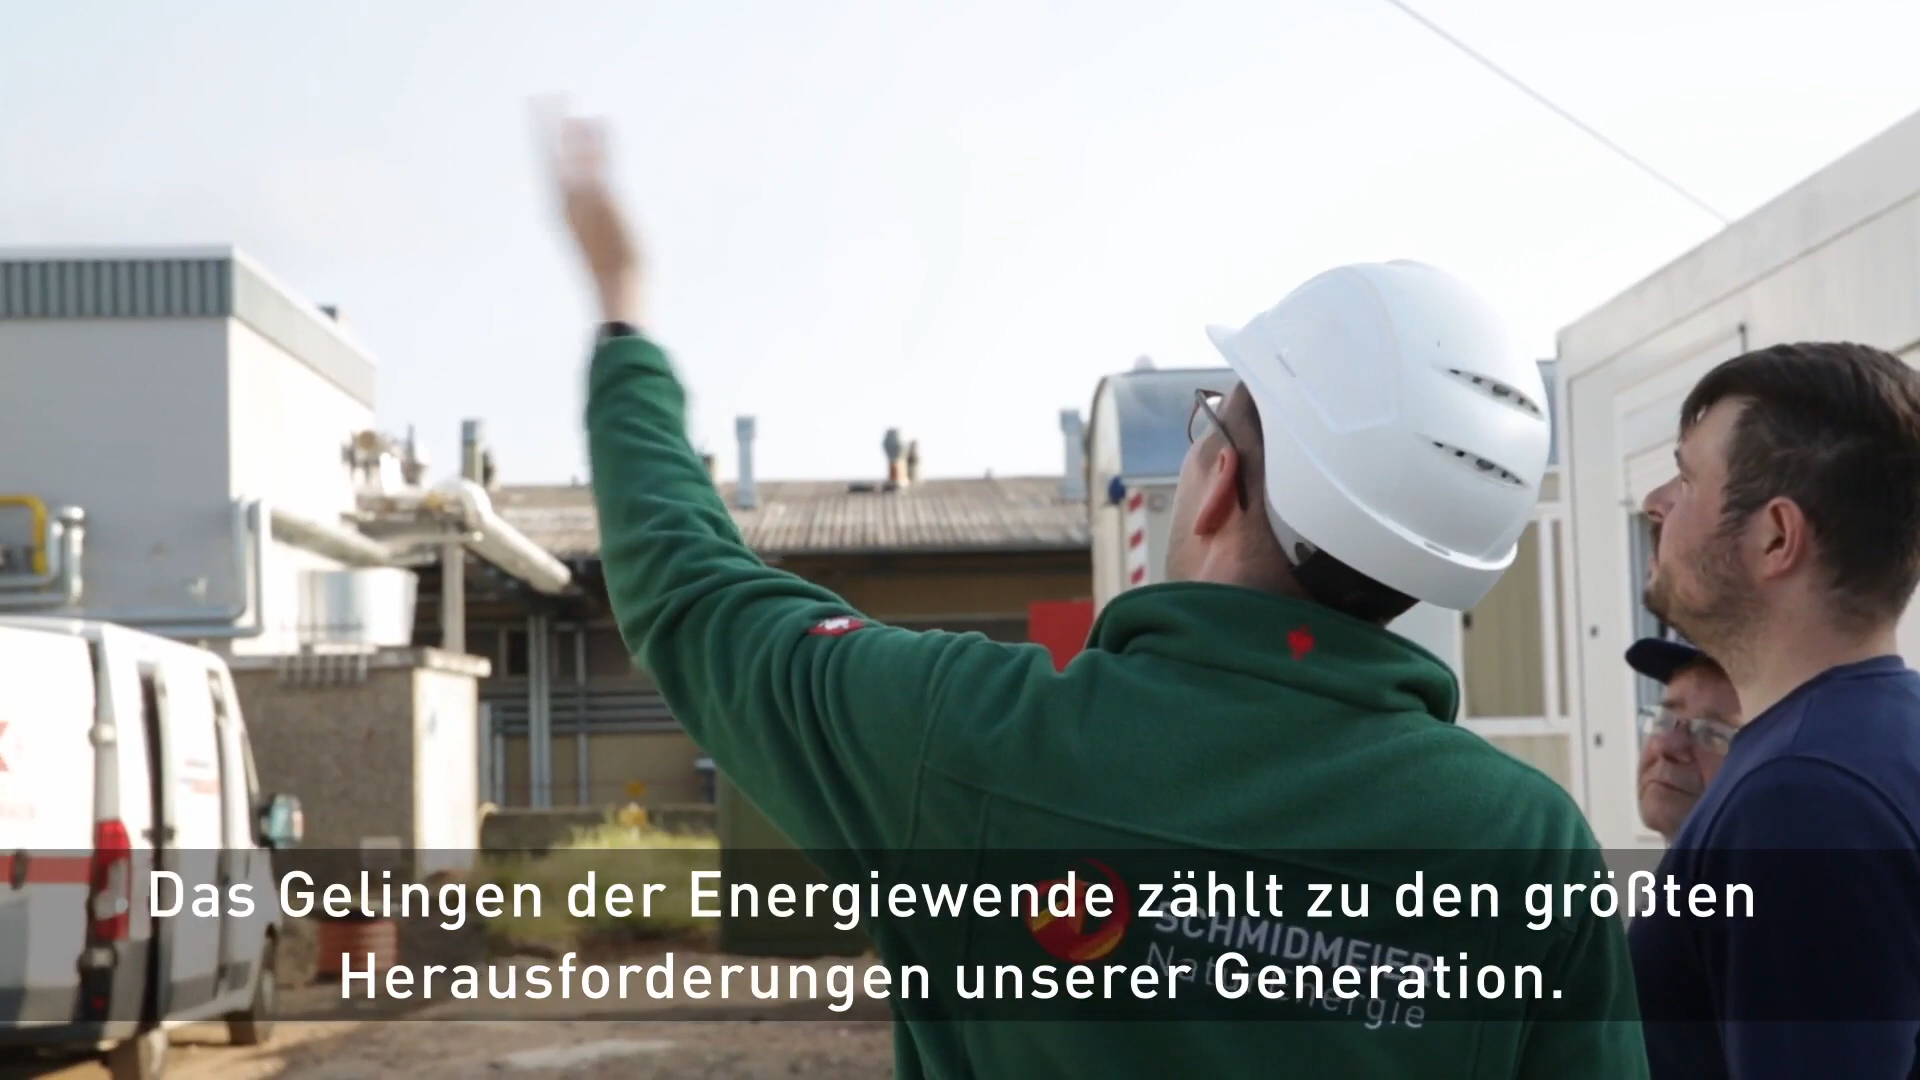 Das Gelingen der Energiewende zählt zu den größten
Herausforderungen unserer Generation.
SCHMIDMEIER
NaturEnergie